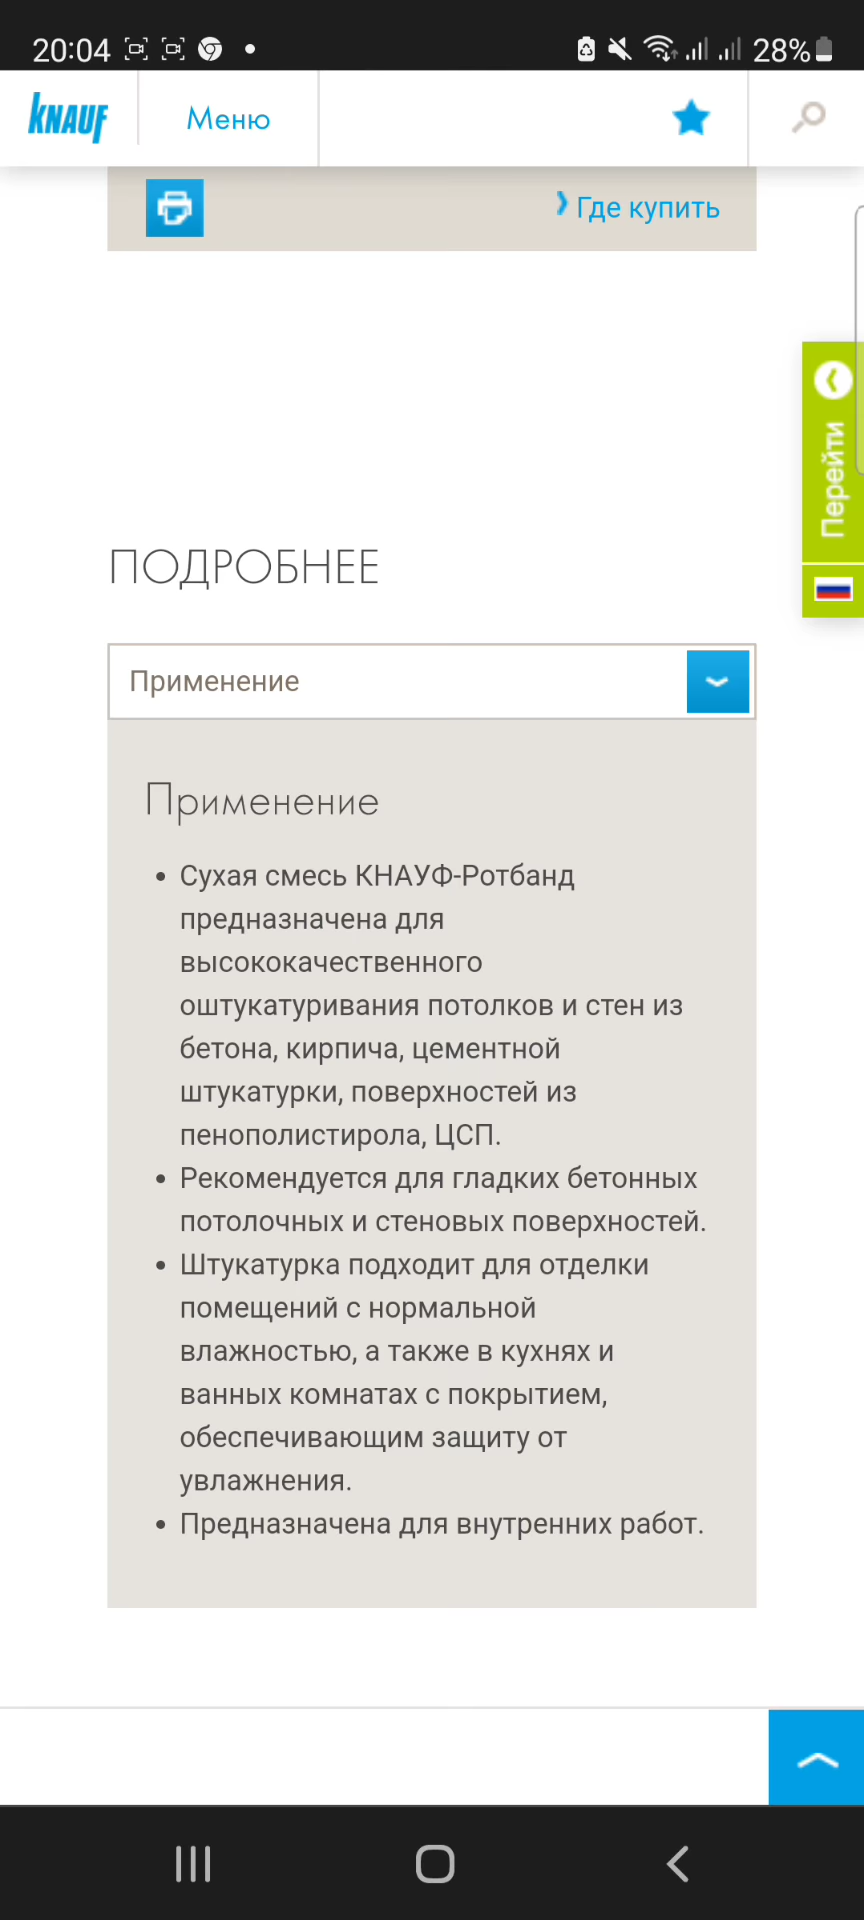 20:04
28%
KNAUF
Меню
Где купить
Перейти
ПОДРОБНЕЕ
Применение
Применение
• Сухая смесь КНАУФ-Ротбанд
предназначена для
высококачественного
оштукатуривания потолков и стен из
бетона, кирпича, цементной
штукатурки, поверхностей из
пенополистирола, ЦСП.
• Рекомендуется для гладких бетонных
потолочных и стеновых поверхностей.
• Штукатурка подходит для отделки
помещений с нормальной
влажностью, а также в кухнях и
ванных комнатах с покрытием,
обеспечивающим защиту от
увлажнения.
• Предназначена для внутренних работ.